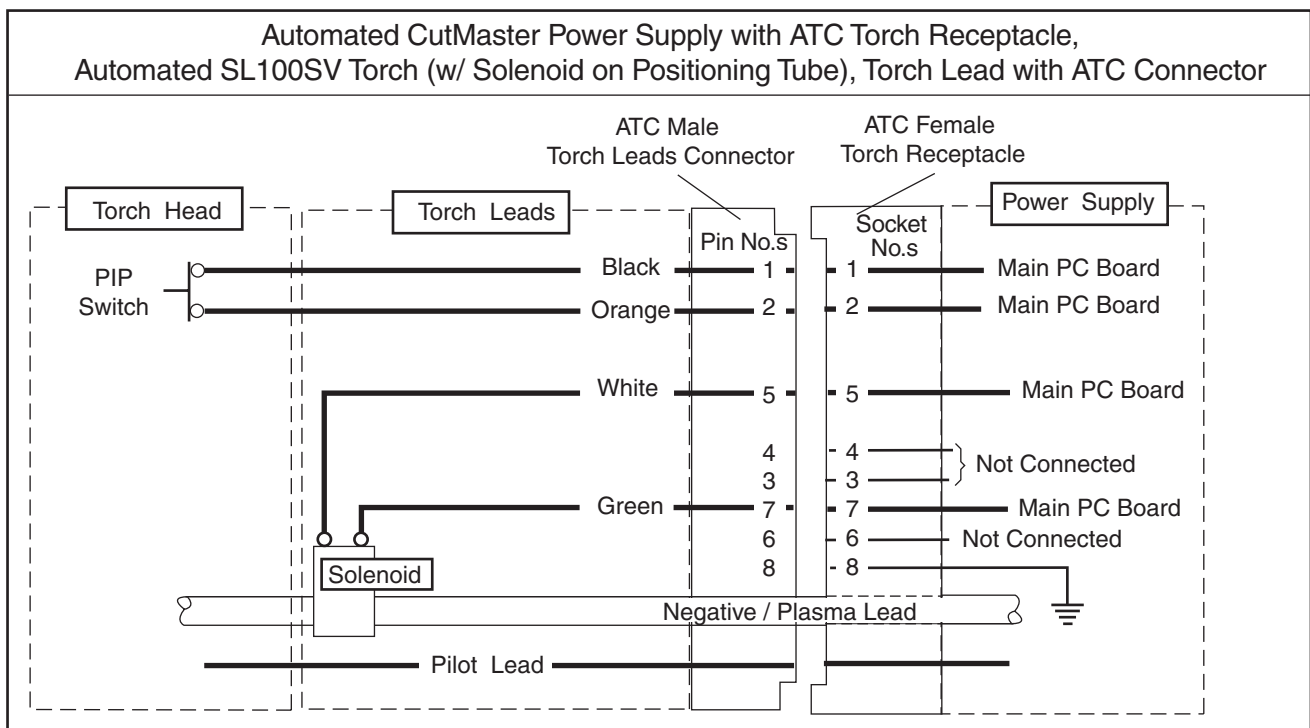 Automated CutMaster Power Supply with ATC Torch Receptacle,
Automated SL100SV Torch (w/ Solenoid on Positioning Tube), Torch Lead with ATC Connector
ATC Male
Torch Leads Connector
ATC Female
Torch Receptacle
Torch Head
Torch Leads
Power Supply
Pin No.s
Socket
No.s
PIP
Switch
Black 1 1 Main PC Board
Orange 2 2 Main PC Board
White 5 5 Main PC Board
4 4
Not Connected
3 3
Green 7 7 Main PC Board
6 6 Not Connected
8 8
Solenoid
Negative / Plasma Lead
Pilot Lead